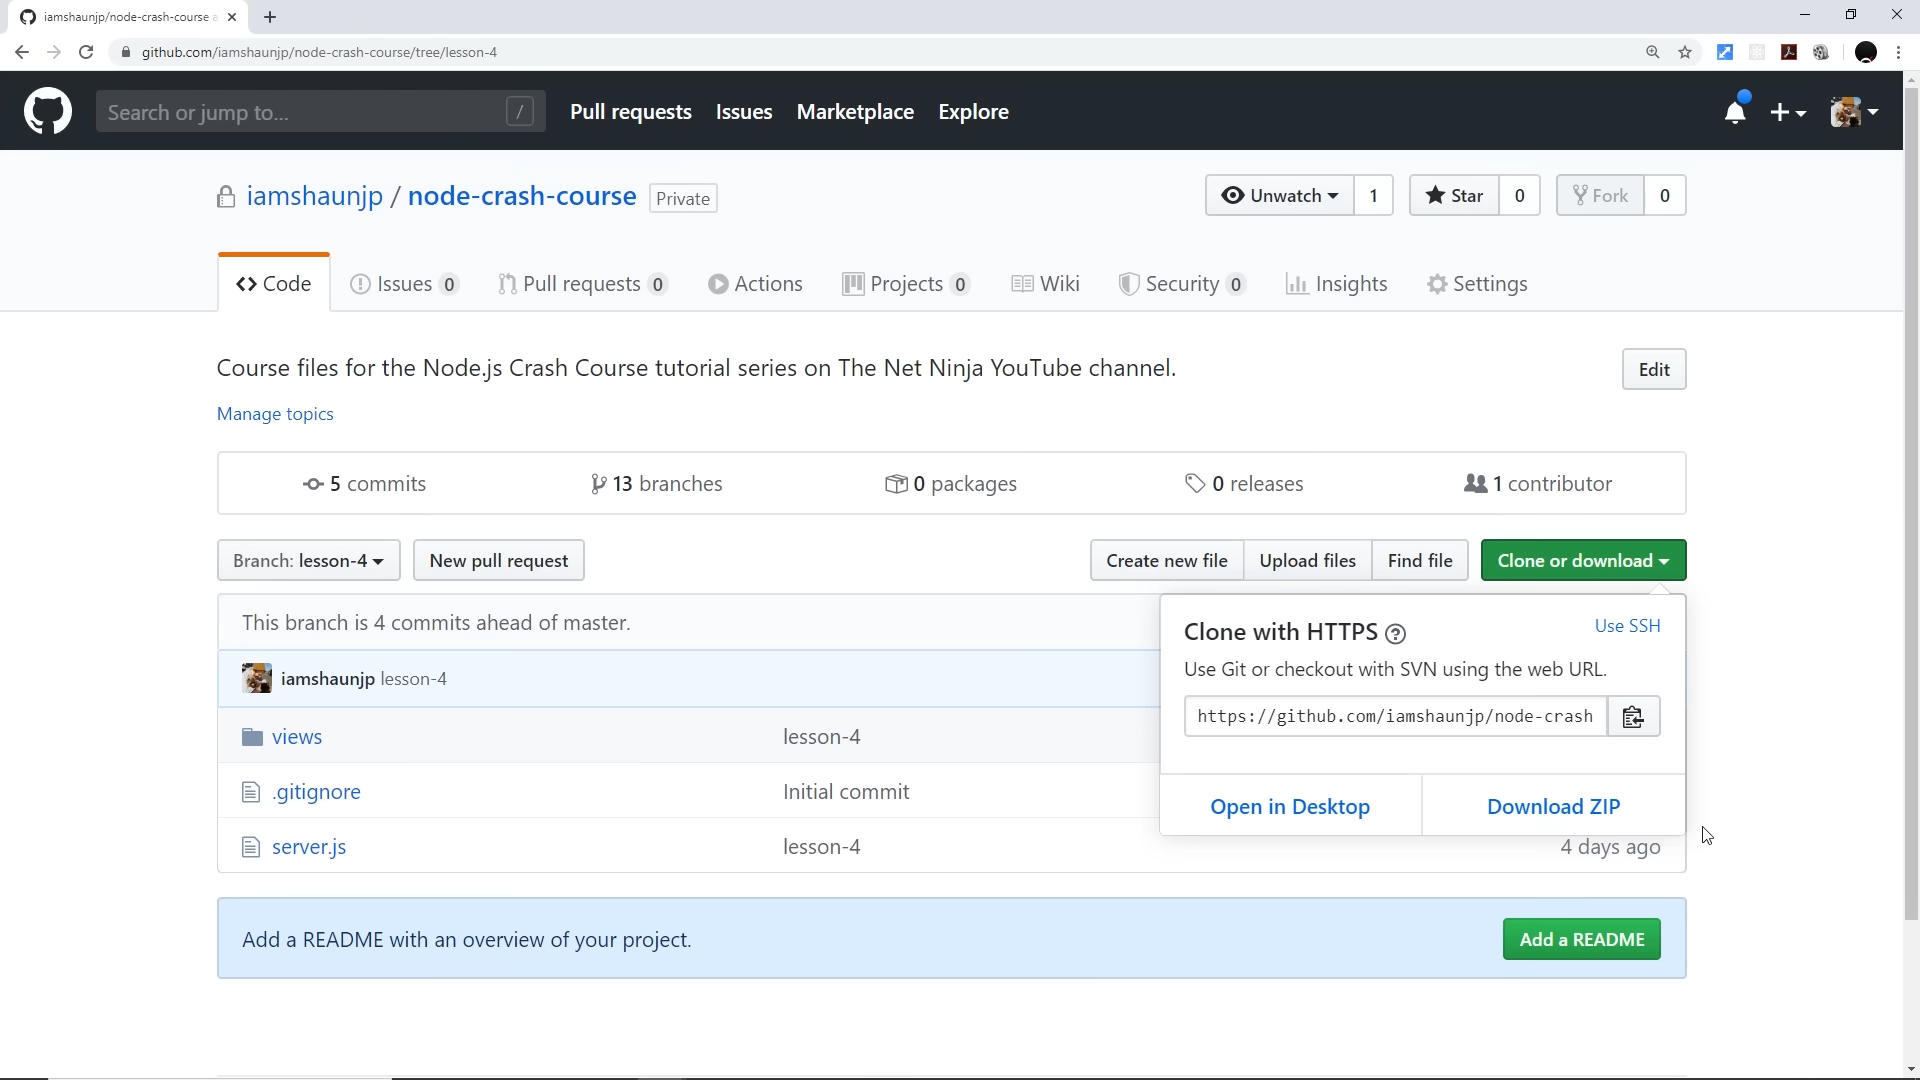 iamshaunjp/node-crash-course
github.com/iamshaunjp/node-crash-course/tree/lesson-4
Search or jump to... /
Pull requests Issues Marketplace Explore
iamshaunjp / node-crash-course Private
Unwatch 1 Star 0 Fork 0
Code Issues 0 Pull requests 0 Actions Projects 0 Wiki Security 0 Insights Settings
Course files for the Node.js Crash Course tutorial series on The Net Ninja YouTube channel.
Edit
Manage topics
5 commits 13 branches 0 packages 0 releases 1 contributor
Branch: lesson-4 New pull request Create new file Upload files Find file Clone or download
This branch is 4 commits ahead of master.
Clone with HTTPS ? Use SSH
Use Git or checkout with SVN using the web URL.
https://github.com/iamshaunjp/node-crash
Open in Desktop Download ZIP
iamshaunjp lesson-4
views lesson-4
.gitignore Initial commit
server.js lesson-4 4 days ago
Add a README with an overview of your project. Add a README